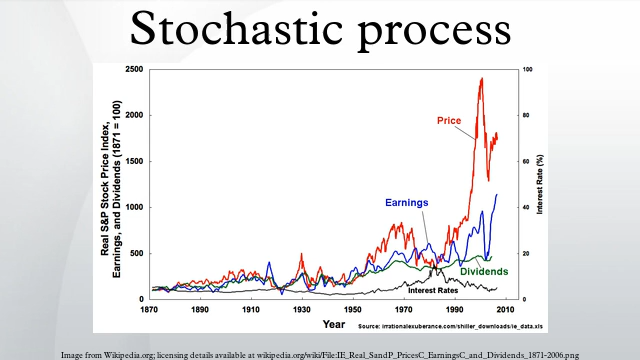 Stochastic process
Real S&P Stock Price Index,
Earnings, and Dividends (1871 = 100)
2500
2000
1500
1000
500
0
100
80
60
40
20
0
Interest Rate (%)
Price
Earnings
Dividends
Interest Rates
1870
1890
1910
1930
1950
1970
1990
2010
Year
Source: irrationalexuberance.com/shiller_downloads/ie_data.xls
Image from Wikipedia.org; licensing details available at wikipedia.org/wiki/File:IE_Real_SandP_PricesC_EarningsC_and_Dividends_1871-2006.png